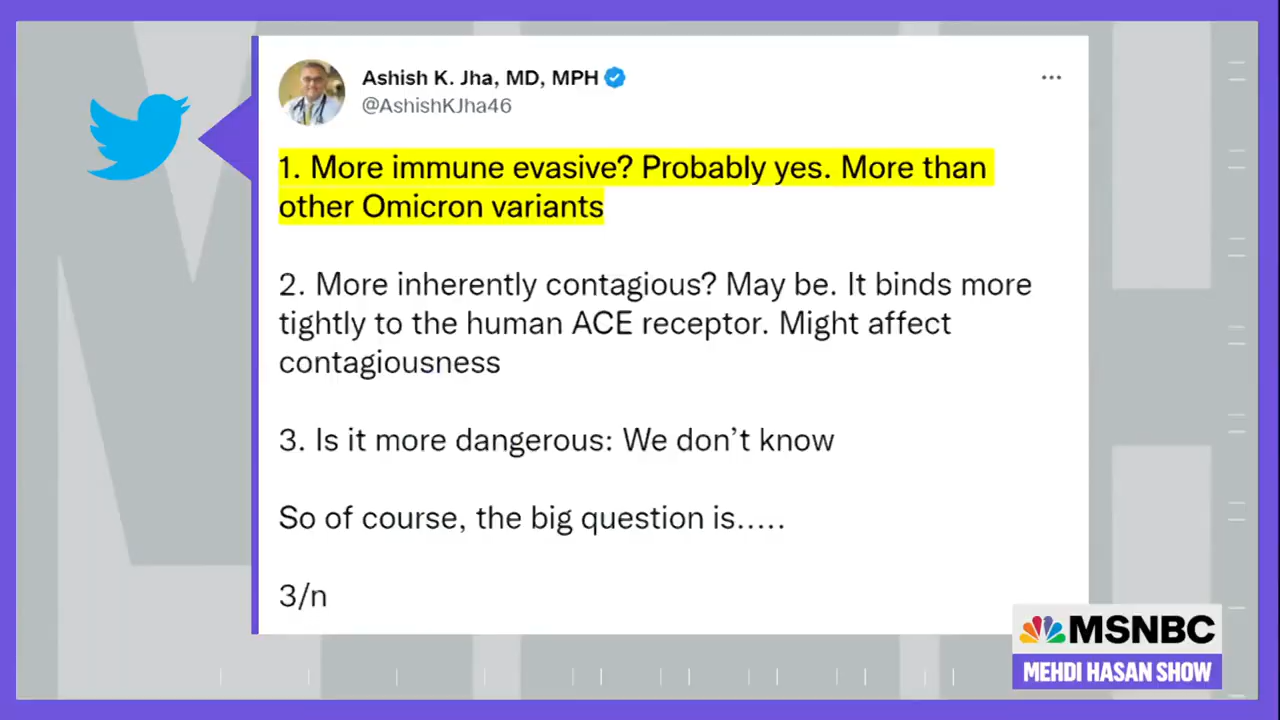 Ashish K. Jha, MD, MPH
@AshishKJha46
1. More immune evasive? Probably yes. More than
other Omicron variants
2. More inherently contagious? May be. It binds more
tightly to the human ACE receptor. Might affect
contagiousness
3. Is it more dangerous: We don’t know
So of course, the big question is.....
3/n
MSNBC
MEHDI HASAN SHOW